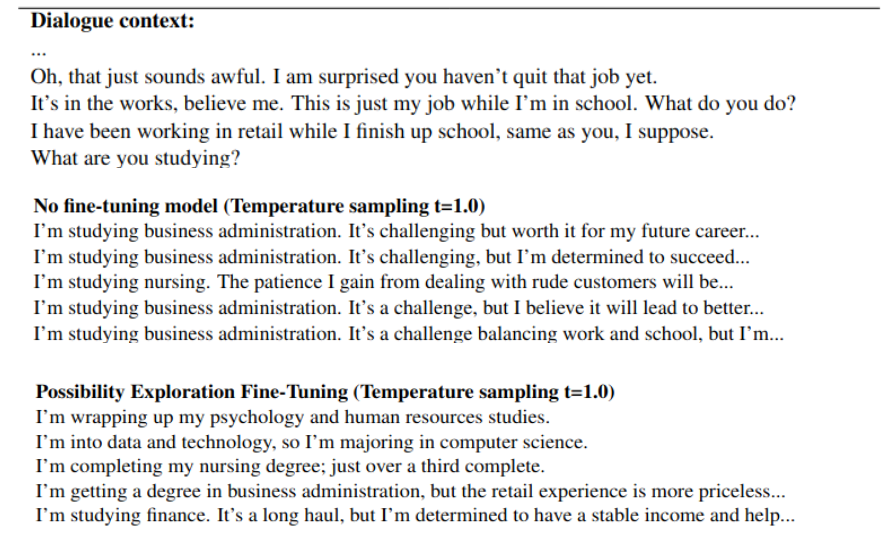 Dialogue context:
...
Oh, that just sounds awful. I am surprised you haven't quit that job yet.
It's in the works, believe me. This is just my job while I'm in school. What do you do?
I have been working in retail while I finish up school, same as you, I suppose.
What are you studying?
No fine-tuning model (Temperature sampling t=1.0)
I'm studying business administration. It's challenging but worth it for my future career...
I'm studying business administration. It's challenging, but I'm determined to succeed...
I'm studying nursing. The patience I gain from dealing with rude customers will be...
I'm studying business administration. It's a challenge, but I believe it will lead to better...
I'm studying business administration. It's a challenge balancing work and school, but I'm...
Possibility Exploration Fine-Tuning (Temperature sampling t=1.0)
I'm wrapping up my psychology and human resources studies.
I'm into data and technology, so I'm majoring in computer science.
I'm completing my nursing degree; just over a third complete.
I'm getting a degree in business administration, but the retail experience is more priceless...
I'm studying finance. It's a long haul, but I'm determined to have a stable income and help...